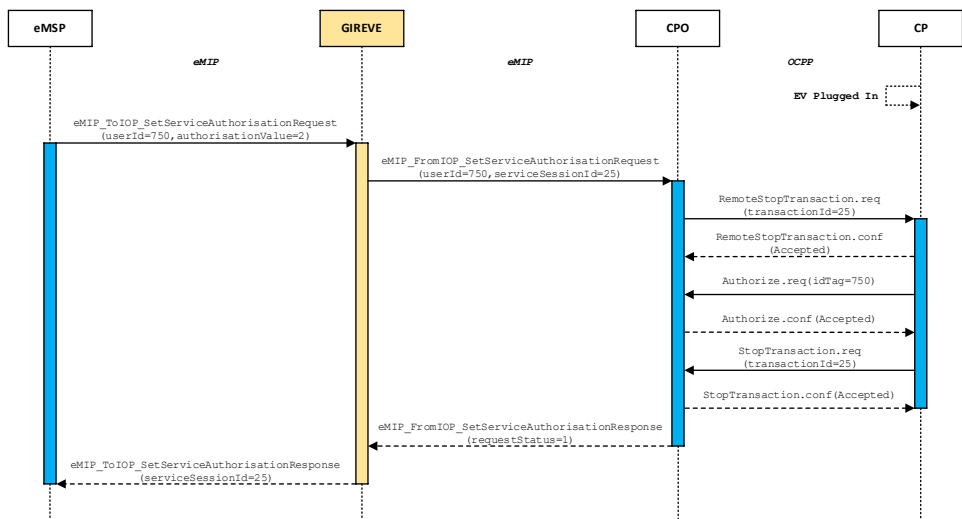 eMSP
GIREVE
CPO
CP
eMIP
eMIP
OCPP
EV Plugged In
eMIP_ToIOP_SetServiceAuthorisationRequest
(userId=750,authorisationValue=2)
eMIP_FromIOP_SetServiceAuthorisationRequest
(userId=750,serviceSessionId=25)
RemoteStopTransaction.req
(transactionId=25)
RemoteStopTransaction.conf
(Accepted)
Authorize.req(idTag=750)
Authorize.conf(Accepted)
StopTransaction.req
(transactionId=25)
StopTransaction.conf(Accepted)
eMIP_FromIOP_SetServiceAuthorisationResponse
(requestStatus=1)
eMIP_ToIOP_SetServiceAuthorisationResponse
(serviceSessionId=25)